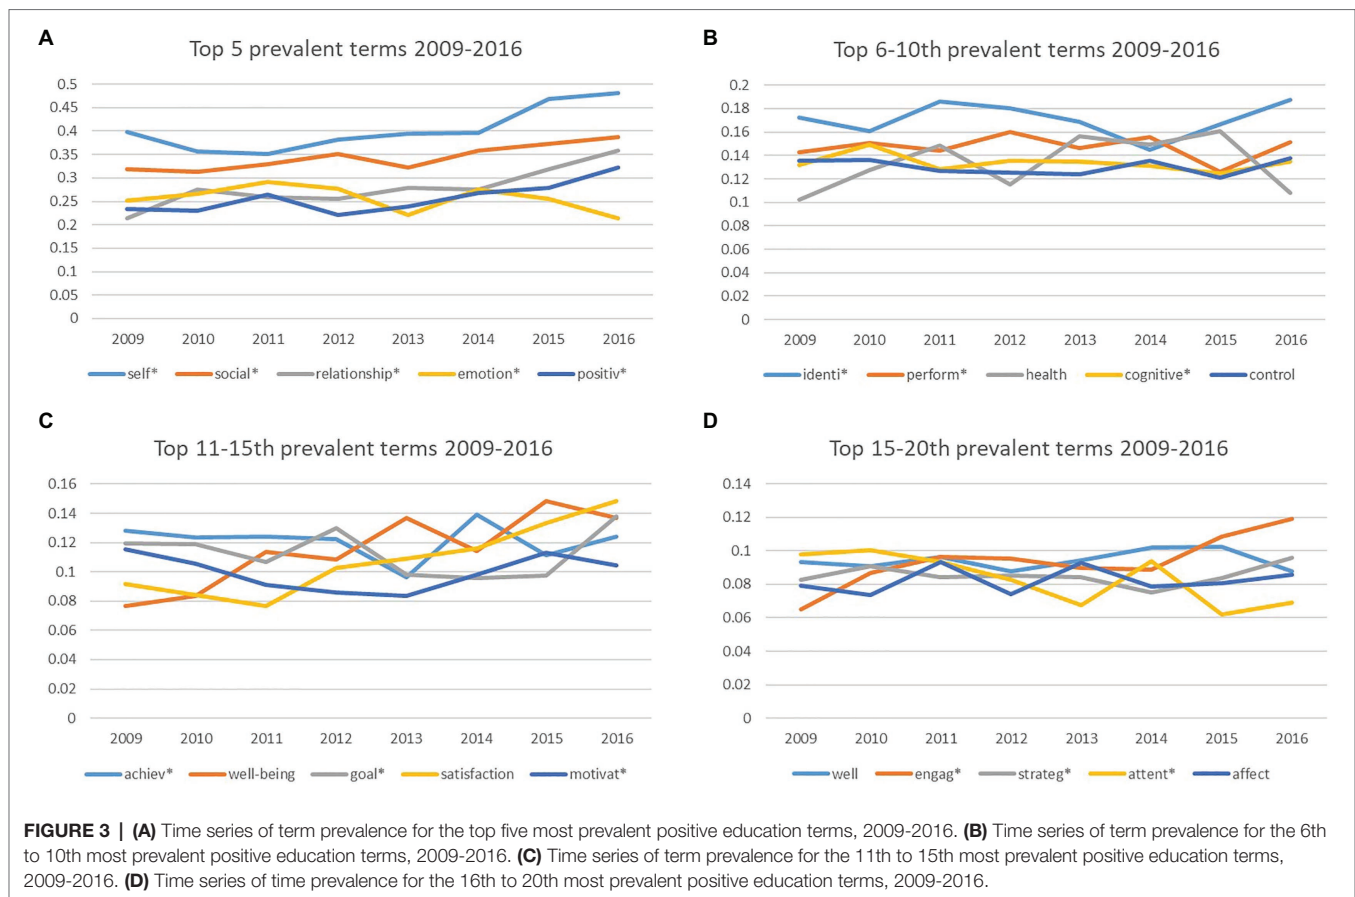 A
Top 5 prevalent terms 2009-2016
0.5
0.45
0.4
0.35
0.3
0.25
0.2
0.15
0.1
0.05
0
2009 2010 2011 2012 2013 2014 2015 2016
self* social* relationship* emotion* positiv*
B
Top 6-10th prevalent terms 2009-2016
0.2
0.18
0.16
0.14
0.12
0.1
0.08
0.06
0.04
0.02
0
2009 2010 2011 2012 2013 2014 2015 2016
identi* perform* health cognitive* control
C
Top 11-15th prevalent terms 2009-2016
0.16
0.14
0.12
0.1
0.08
0.06
0.04
0.02
0
2009 2010 2011 2012 2013 2014 2015 2016
achiev* well-being goal* satisfaction motivat*
D
Top 15-20th prevalent terms 2009-2016
0.14
0.12
0.1
0.08
0.06
0.04
0.02
0
2009 2010 2011 2012 2013 2014 2015 2016
well engag* strateg* attent* affect
FIGURE 3 | (A) Time series of term prevalence for the top five most prevalent positive education terms, 2009-2016. (B) Time series of term prevalence for the 6th
to 10th most prevalent positive education terms, 2009-2016. (C) Time series of term prevalence for the 11th to 15th most prevalent positive education terms,
2009-2016. (D) Time series of time prevalence for the 16th to 20th most prevalent positive education terms, 2009-2016.